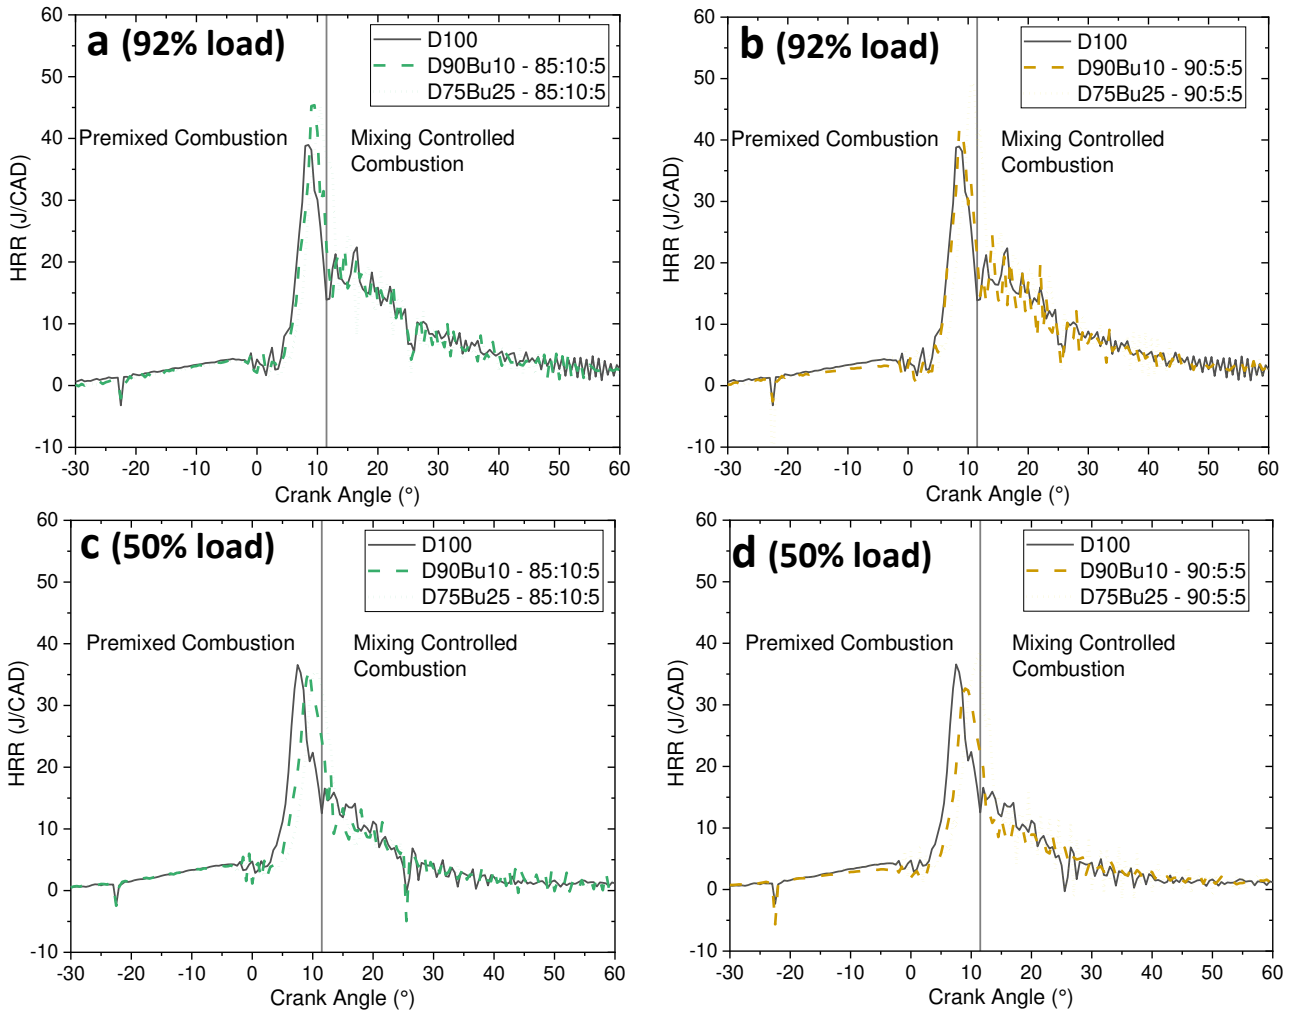 a (92% load)
D100
D90Bu10 - 85:10:5
D75Bu25 - 85:10:5
Premixed Combustion
Mixing Controlled
Combustion
HRR (J/CAD)
60
50
40
30
20
10
0
-10
-30 -20 -10 0 10 20 30 40 50 60
Crank Angle (°)
b (92% load)
D100
D90Bu10 - 90:5:5
D75Bu25 - 90:5:5
Premixed Combustion
Mixing Controlled
Combustion
HRR (J/CAD)
60
50
40
30
20
10
0
-10
-30 -20 -10 0 10 20 30 40 50 60
Crank Angle (°)
c (50% load)
D100
D90Bu10 - 85:10:5
D75Bu25 - 85:10:5
Premixed Combustion
Mixing Controlled
Combustion
HRR (J/CAD)
60
50
40
30
20
10
0
-10
-30 -20 -10 0 10 20 30 40 50 60
Crank Angle (°)
d (50% load)
D100
D90Bu10 - 90:5:5
D75Bu25 - 90:5:5
Premixed Combustion
Mixing Controlled
Combustion
HRR (J/CAD)
60
50
40
30
20
10
0
-10
-30 -20 -10 0 10 20 30 40 50 60
Crank Angle (°)